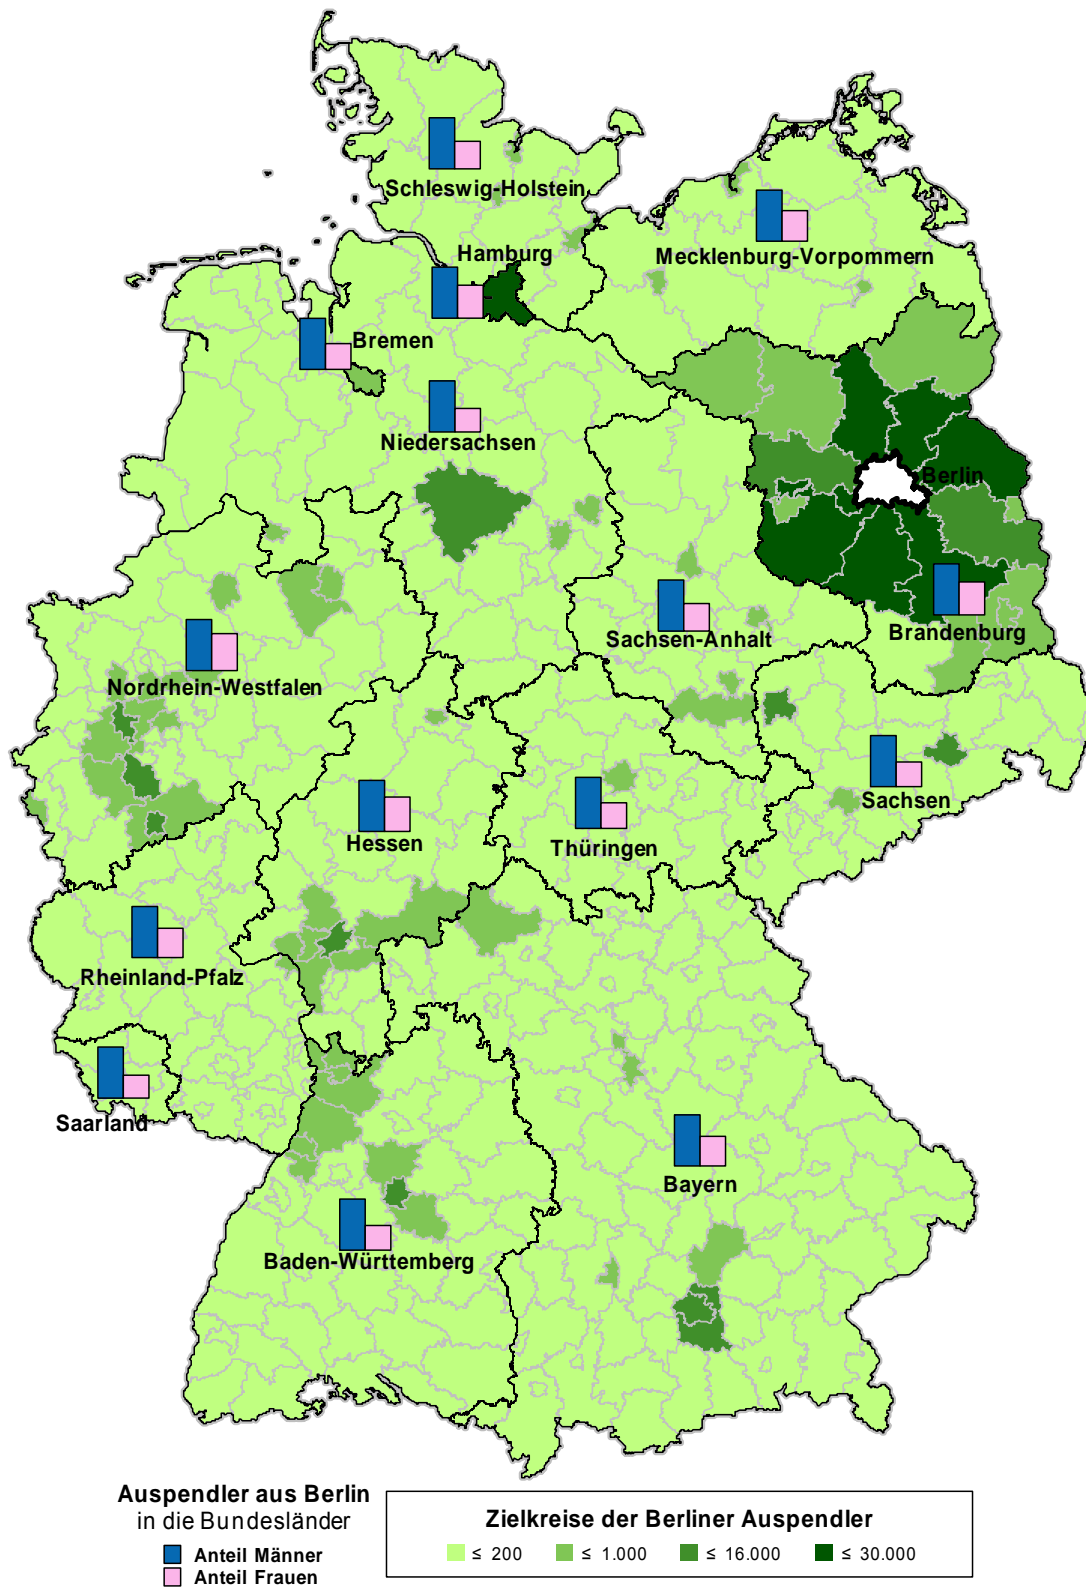 Schleswig-Holstein
Hamburg
Mecklenburg-Vorpommern
Bremen
Niedersachsen
Berlin
Sachsen-Anhalt
Brandenburg
Nordrhein-Westfalen
Sachsen
Hessen
Thüringen
Rheinland-Pfalz
Saarland
Bayern
Baden-Württemberg
Auspendler aus Berlin
in die Bundesländer
Anteil Männer
Anteil Frauen
Zielkreise der Berliner Auspendler
≤ 200 ≤ 1.000 ≤ 16.000 ≤ 30.000